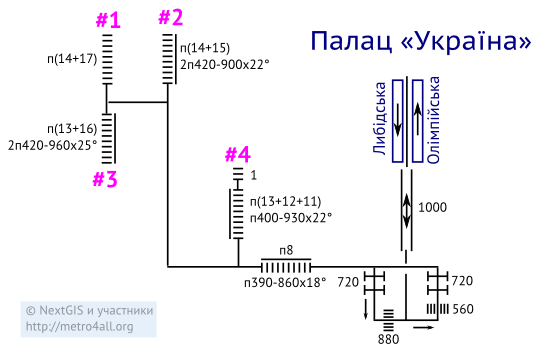 Палац «Україна»
#1
#2
п(14+17)
п(14+15)
2п420-900x22°
п(13+16)
2п420-960x25°
#3
#4
1
п(13+12+11)
п400-930x22°
п8
п390-860x18°
Либідська
Олімпійська
1000
720
720
560
880
© NextGIS и участники
http://metro4all.org